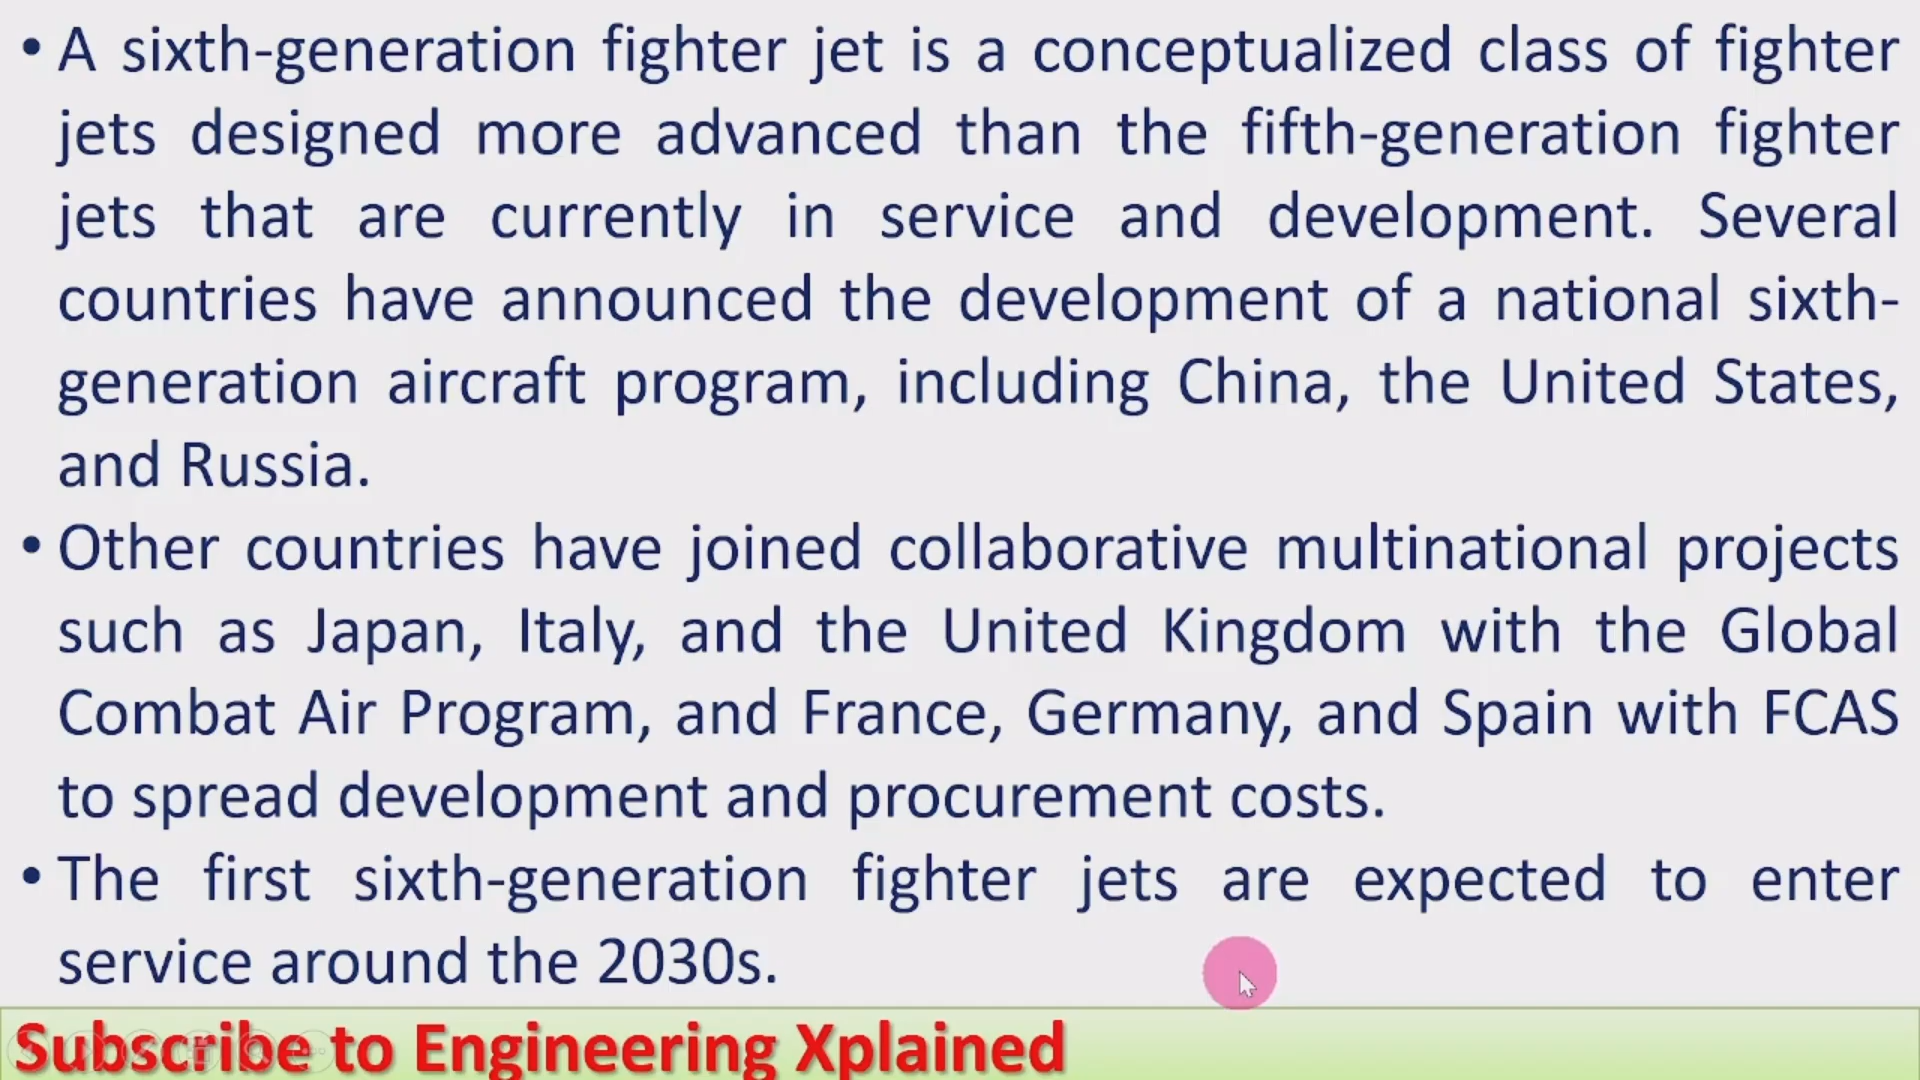 • A sixth-generation fighter jet is a conceptualized class of fighter
jets designed more advanced than the fifth-generation fighter
jets that are currently in service and development. Several
countries have announced the development of a national sixth-
generation aircraft program, including China, the United States,
and Russia.
• Other countries have joined collaborative multinational projects
such as Japan, Italy, and the United Kingdom with the Global
Combat Air Program, and France, Germany, and Spain with FCAS
to spread development and procurement costs.
• The first sixth-generation fighter jets are expected to enter
service around the 2030s.
Subscribe to Engineering Xplained